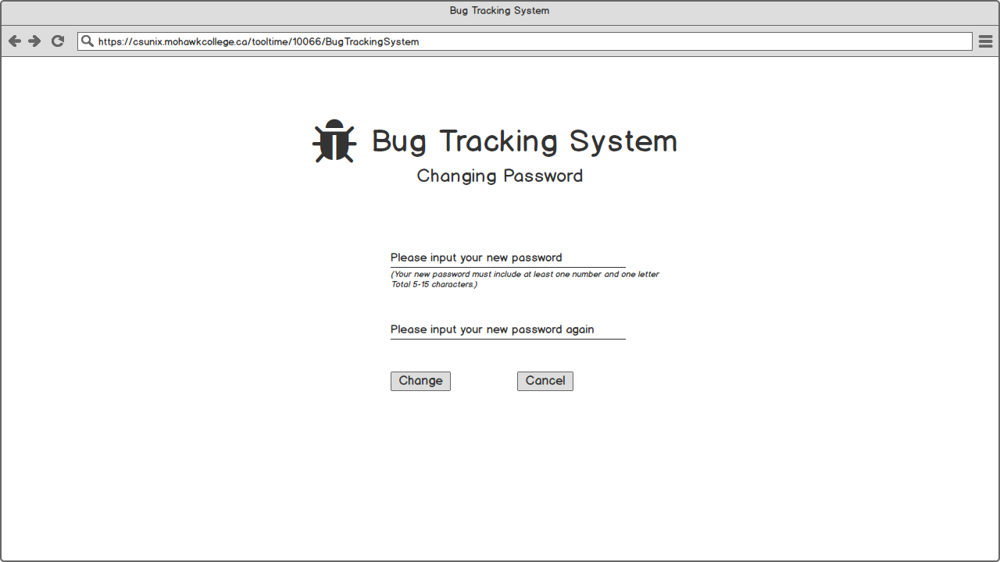 Bug Tracking System
https://csunix.mohawkcollege.ca/tooltime/10066/BugTrackingSystem
Bug Tracking System
Changing Password
Please input your new password
(Your new password must include at least one number and one letter
Total 5-15 characters.)
Please input your new password again
Change Cancel